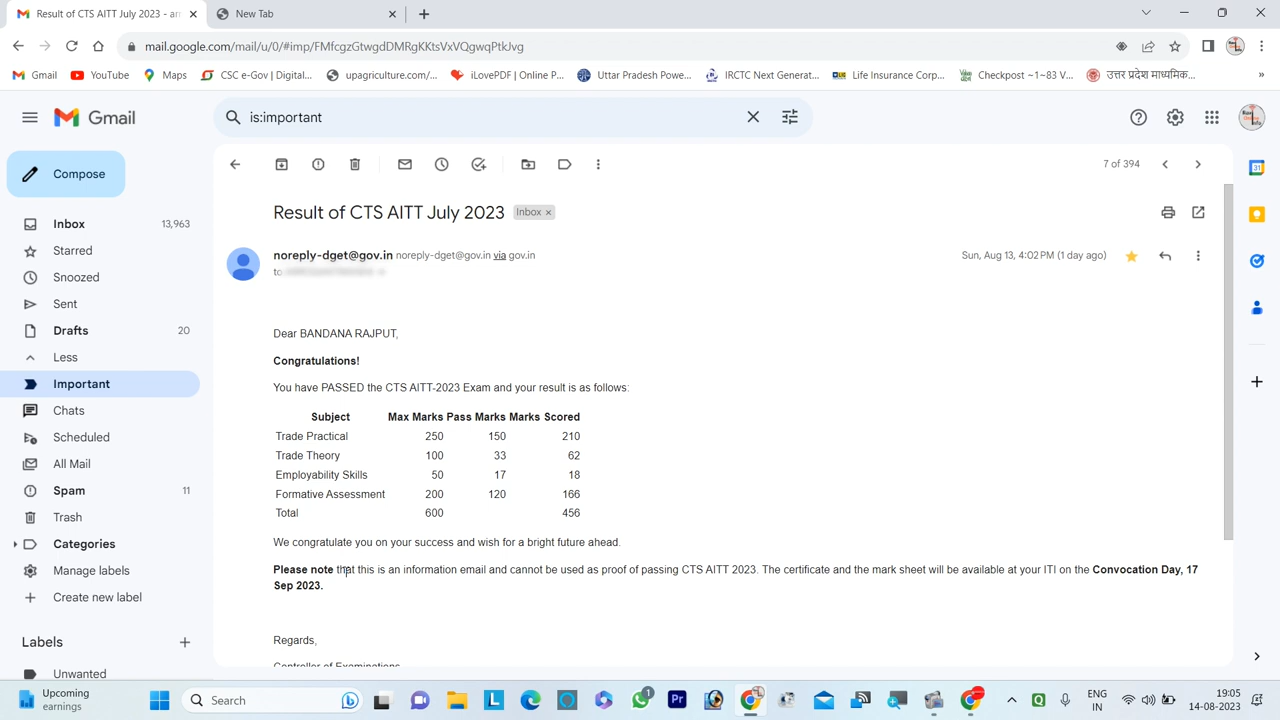 Result of CTS AITT July 2023 - an
New Tab
mail.google.com/mail/u/0/#imp/FMfcgzGtwgdDMRgKKtsVxVQgwqPtkJvg
Gmail YouTube Maps CSC e-Gov | Digital... upagriculture.com/... iLovePDF | Online P... Uttar Pradesh Powe... IRCTC Next Generat... Life Insurance Corp... Checkpost ~1~83 V... उत्तर प्रदेश माध्यमिक... »
Gmail
is:important
Compose
7 of 394
Inbox 13,963
Starred
Snoozed
Sent
Drafts 20
Less
Important
Chats
Scheduled
All Mail
Spam 11
Trash
Categories
Manage labels
Create new label
Labels
Unwanted
Result of CTS AITT July 2023 Inbox ×
noreply-dget@gov.in noreply-dget@gov.in via gov.in Sun, Aug 13, 4:02 PM (1 day ago)
to
Dear BANDANA RAJPUT,
Congratulations!
You have PASSED the CTS AITT-2023 Exam and your result is as follows:
Subject Max Marks Pass Marks Marks Scored
Trade Practical 250 150 210
Trade Theory 100 33 62
Employability Skills 50 17 18
Formative Assessment 200 120 166
Total 600 456
We congratulate you on your success and wish for a bright future ahead.
Please note that this is an information email and cannot be used as proof of passing CTS AITT 2023. The certificate and the mark sheet will be available at your ITI on the Convocation Day, 17
Sep 2023.
Regards,
Controller of Examinations
31
Upcoming
earnings
Search
1
Pr
ENG
IN
19:05
14-08-2023